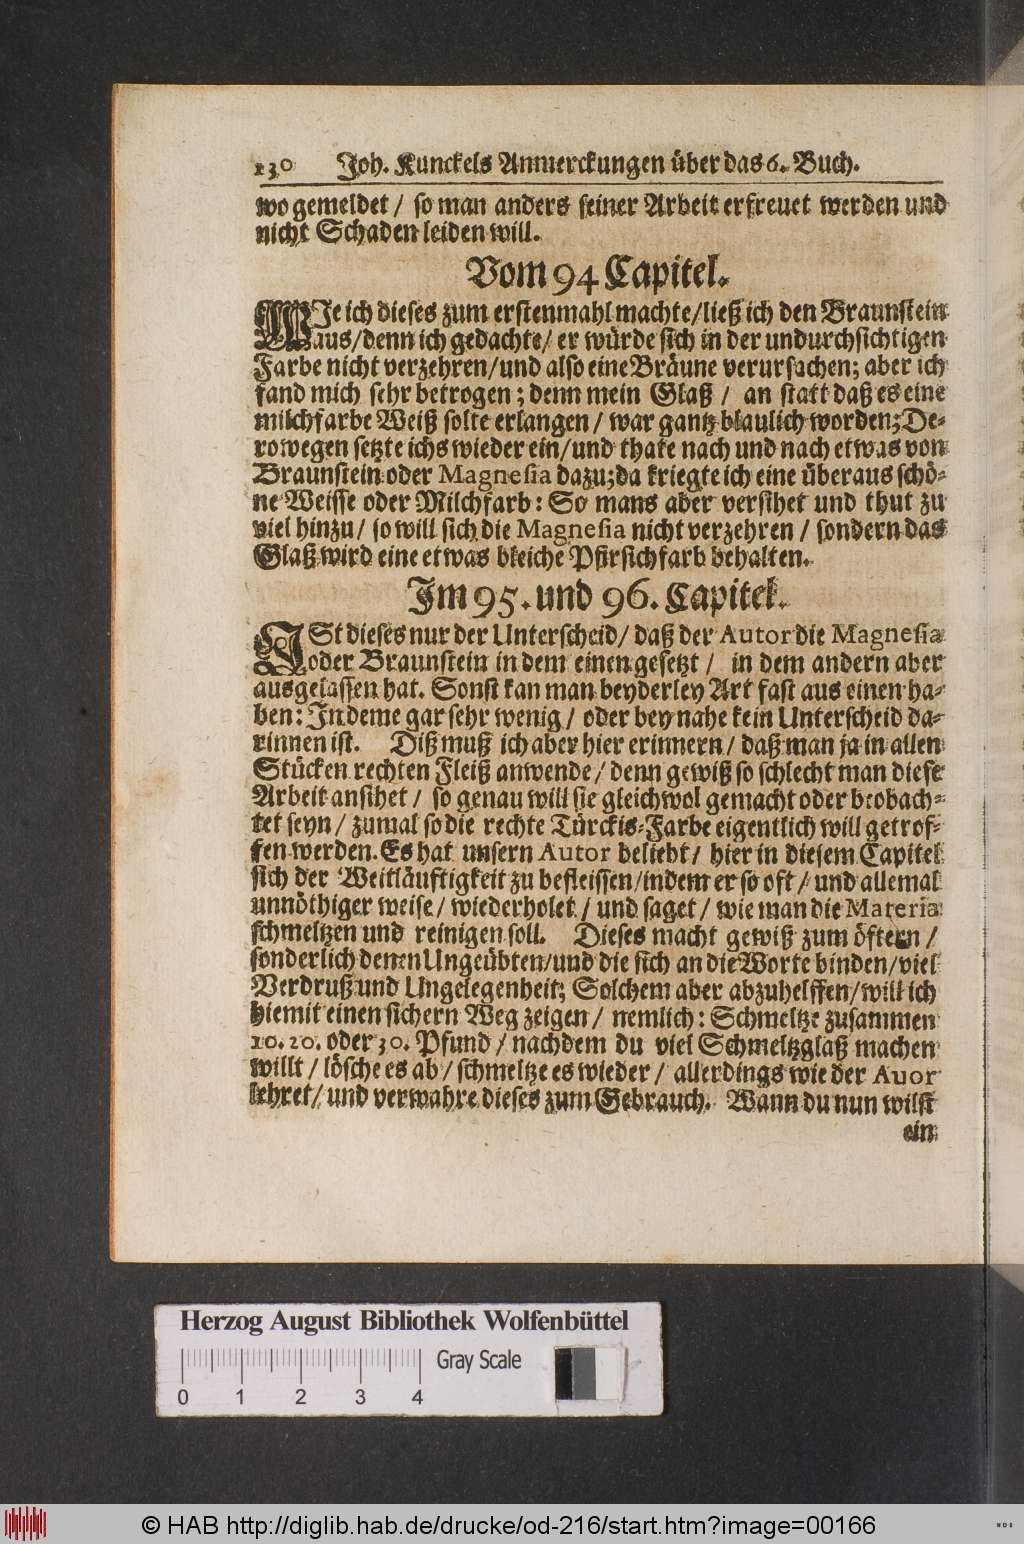 130 Joh. Kunckels Anmerckungen über das 6. Buch.
wo gemeldet / so man anders seiner Arbeit erfreuet werden und
nicht Schaden leiden will.
Vom 94 Capitel.
WIe ich dieses zum erstenmahl machte/ließ ich den Braunstein
aus/denn ich gedachte/ er würde sich in der undurchsichtigen
Farbe nicht verzehren/und also eine Bräune verursachen; aber ich
fand mich sehr betrogen; denn mein Glaß / an statt daß es eine
milchfarbe Weiß solte erlangen / war gantz blaulich worden; De-
rowegen setzte ichs wieder ein/und thate nach und nach etwas von
Braunstein oder Magnesia dazu; da kriegte ich eine überaus schö-
ne Weisse oder Milchfarb: So mans aber versihet und thut zu
viel hinzu / so will sich die Magnesia nicht verzehren / sondern das
Glaß wird eine etwas bleiche Pfirsichfarb behalten.
Im 95. und 96. Capitel.
ISt dieses nur der Unterscheid/ daß der Autor die Magnesia
oder Braunstein in dem einen gesetzt / in dem andern aber
ausgelassen hat. Sonst kan man beyderley Art fast aus einen ha-
ben: Indeme gar sehr wenig / oder bey nahe kein Unterscheid da-
rinnen ist. Diß muß ich aber hier erinnern / daß man ja in allen
Stücken rechten Fleiß anwende / denn gewiß so schlecht man diese
Arbeit ansihet / so genau will sie gleichwol gemacht oder beobach-
tet seyn / zumal so die rechte Türckis-Farbe eigentlich will getrof-
fen werden. Es hat unsern Autor beliebt / hier in diesem Capitel
sich der Weitläuftigkeit zu befleissen/indem er so oft / und allemal
unnöthiger weise / wiederholet / und saget / wie man die Materia
schmeltzen und reinigen soll. Dieses macht gewiß zum öftern /
sonderlich denen Ungeübten/und die sich an die Worte binden/viel
Verdruß und Ungelegenheit; Solchem aber abzuhelffen/will ich
hiemit einen sichern Weg zeigen / nemlich: Schmeltze zusammen
10. 20. oder 30. Pfund / nachdem du viel Schmeltzglaß machen
willt / lösche es ab / schmeltze es wieder / allerdings wie der Auor
lehret/ und verwahre dieses zum Gebrauch. Wann du nun wilst
ein
Herzog August Bibliothek Wolfenbüttel
Gray Scale
0 1 2 3 4
© HAB http://diglib.hab.de/drucke/od-216/start.htm?image=00166